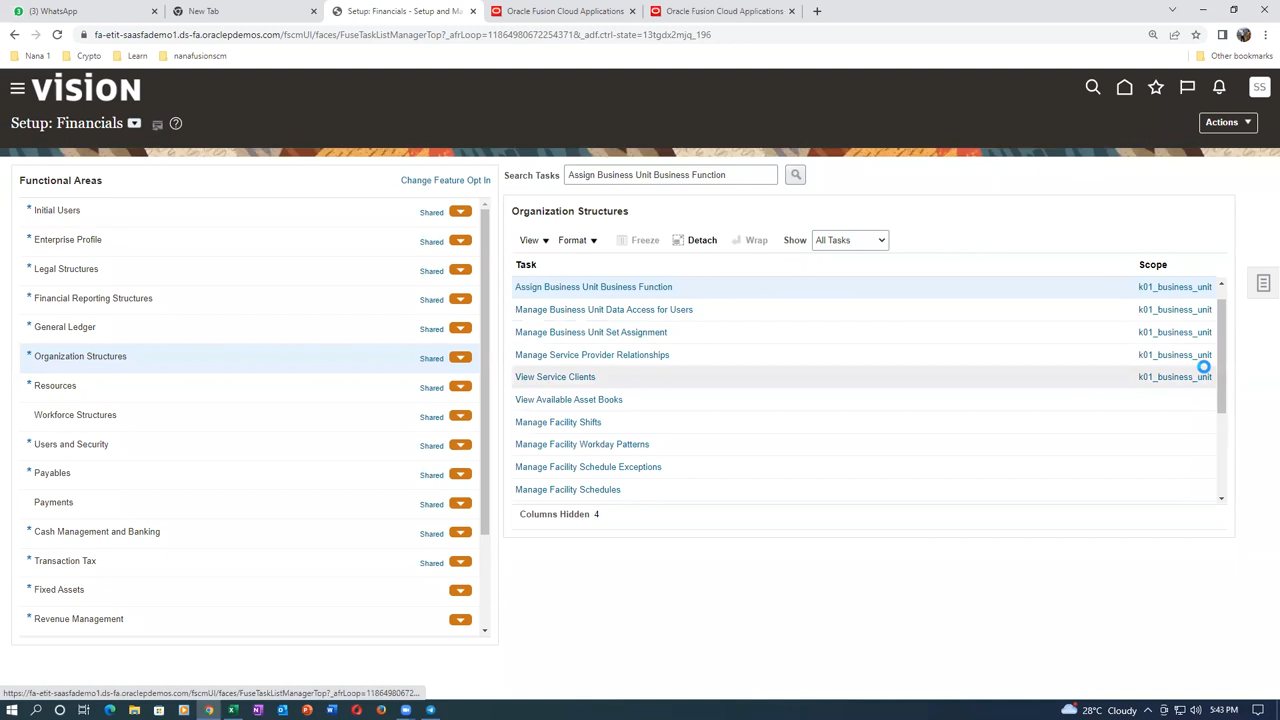 (3) WhatsApp
New Tab
Setup: Financials - Setup and Ma
Oracle Fusion Cloud Applications
Oracle Fusion Cloud Applications
fa-etit-saasfademo1.ds-fa.oraclepdemos.com/fscmUI/faces/FuseTaskListManagerTop?_afrLoop=11864980672254371&_adf.ctrl-state=13tgdx2mjq_196
Nana 1
Crypto
Learn
nanafusionscm
Other bookmarks
VISION
SS
Setup: Financials
Actions
Functional Areas
Change Feature Opt In
Search Tasks
Assign Business Unit Business Function
* Initial Users Shared
* Enterprise Profile Shared
* Legal Structures Shared
* Financial Reporting Structures Shared
* General Ledger Shared
* Organization Structures Shared
* Resources Shared
Workforce Structures Shared
* Users and Security Shared
* Payables Shared
Payments Shared
* Cash Management and Banking Shared
* Transaction Tax Shared
* Fixed Assets
* Revenue Management
Organization Structures
View Format Freeze Detach Wrap Show All Tasks
Task Scope
Assign Business Unit Business Function k01_business_unit
Manage Business Unit Data Access for Users k01_business_unit
Manage Business Unit Set Assignment k01_business_unit
Manage Service Provider Relationships k01_business_unit
View Service Clients k01_business_unit
View Available Asset Books
Manage Facility Shifts
Manage Facility Workday Patterns
Manage Facility Schedule Exceptions
Manage Facility Schedules
Columns Hidden 4
https://fa-etit-saasfademo1.ds-fa.oraclepdemos.com/fscmUI/faces/FuseTaskListManagerTop?_afrLoop=11864980672...
28°C Cloudy
5:43 PM